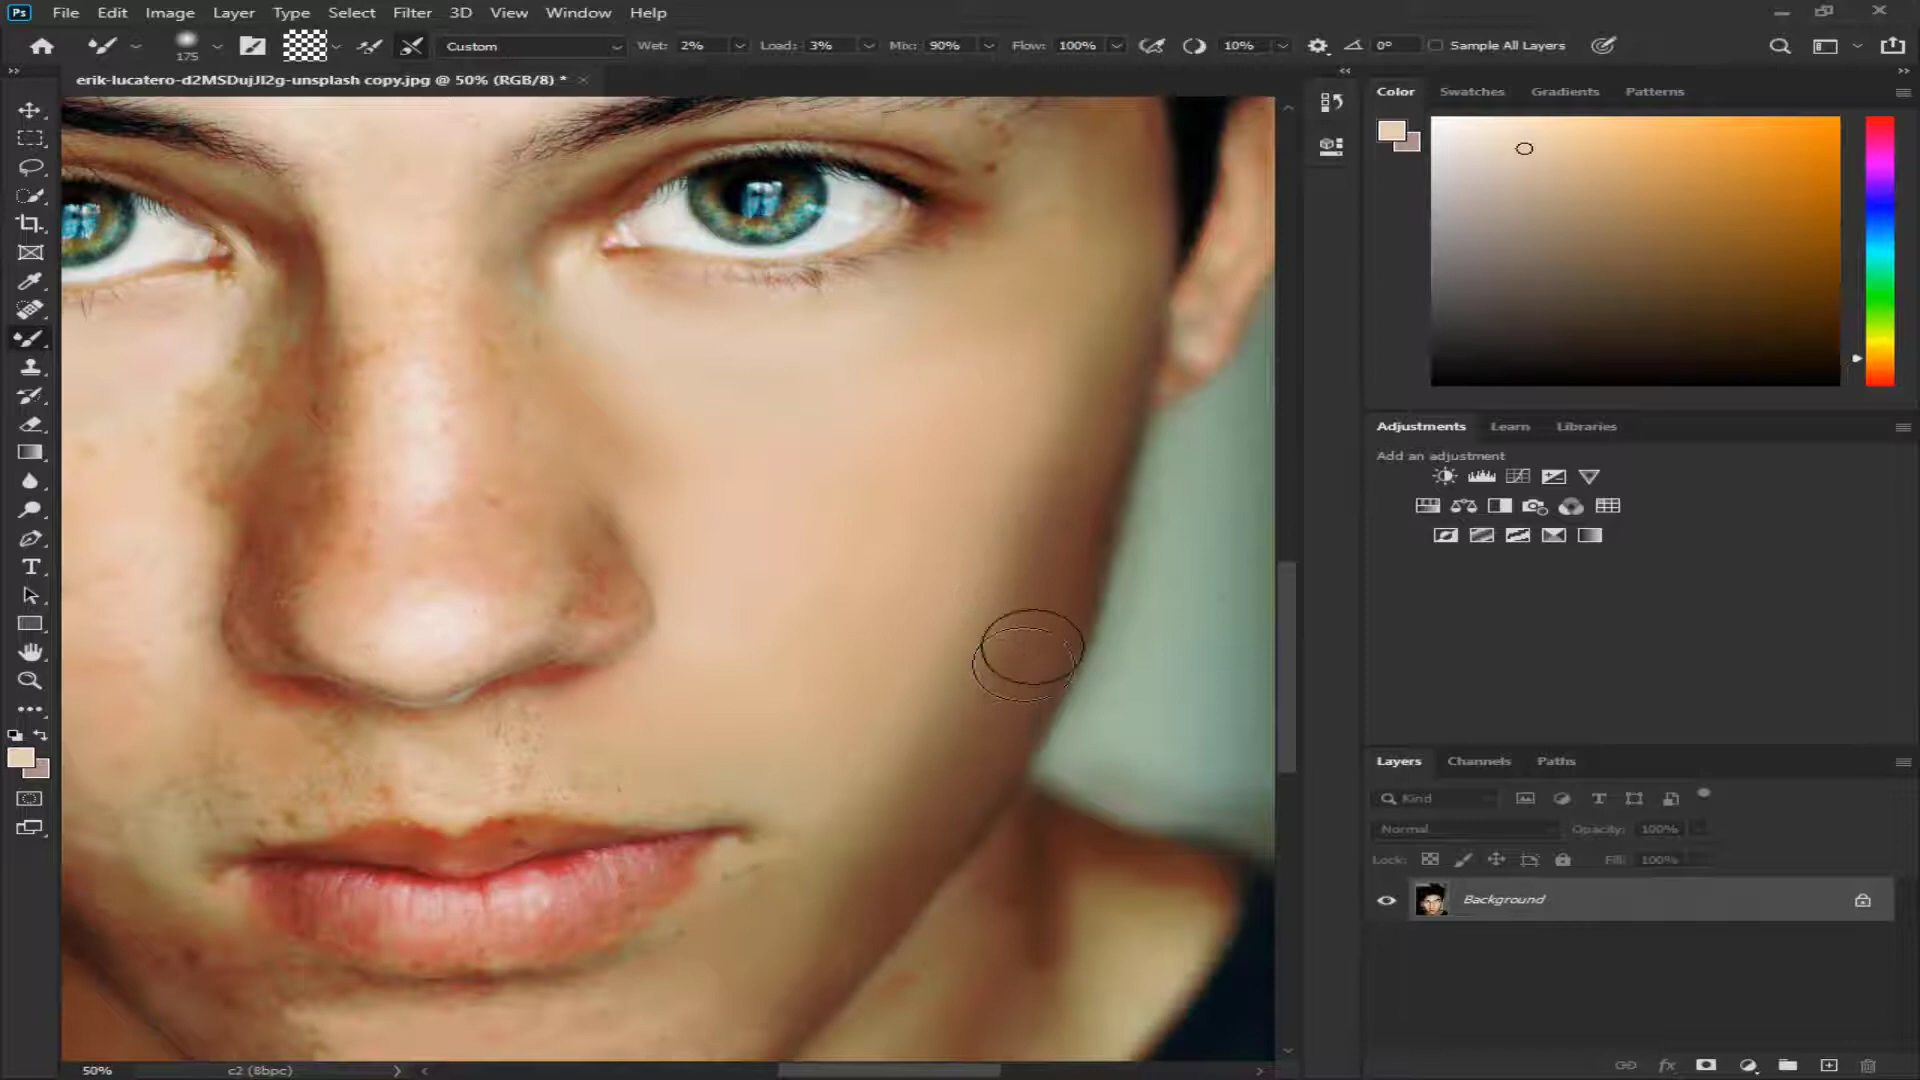 Ps File Edit Image Layer Type Select Filter 3D View Window Help
175 Custom Wet: 2% Load: 3% Mix: 90% Flow: 100% 10% 0° Sample All Layers
erik-lucatero-d2MSDujJl2g-unsplash copy.jpg @ 50% (RGB/8) *
Color Swatches Gradients Patterns
Adjustments Learn Libraries
Add an adjustment
Layers Channels Paths
Kind
Normal Opacity: 100%
Lock: Fill: 100%
Background
50% c2 (8bpc)